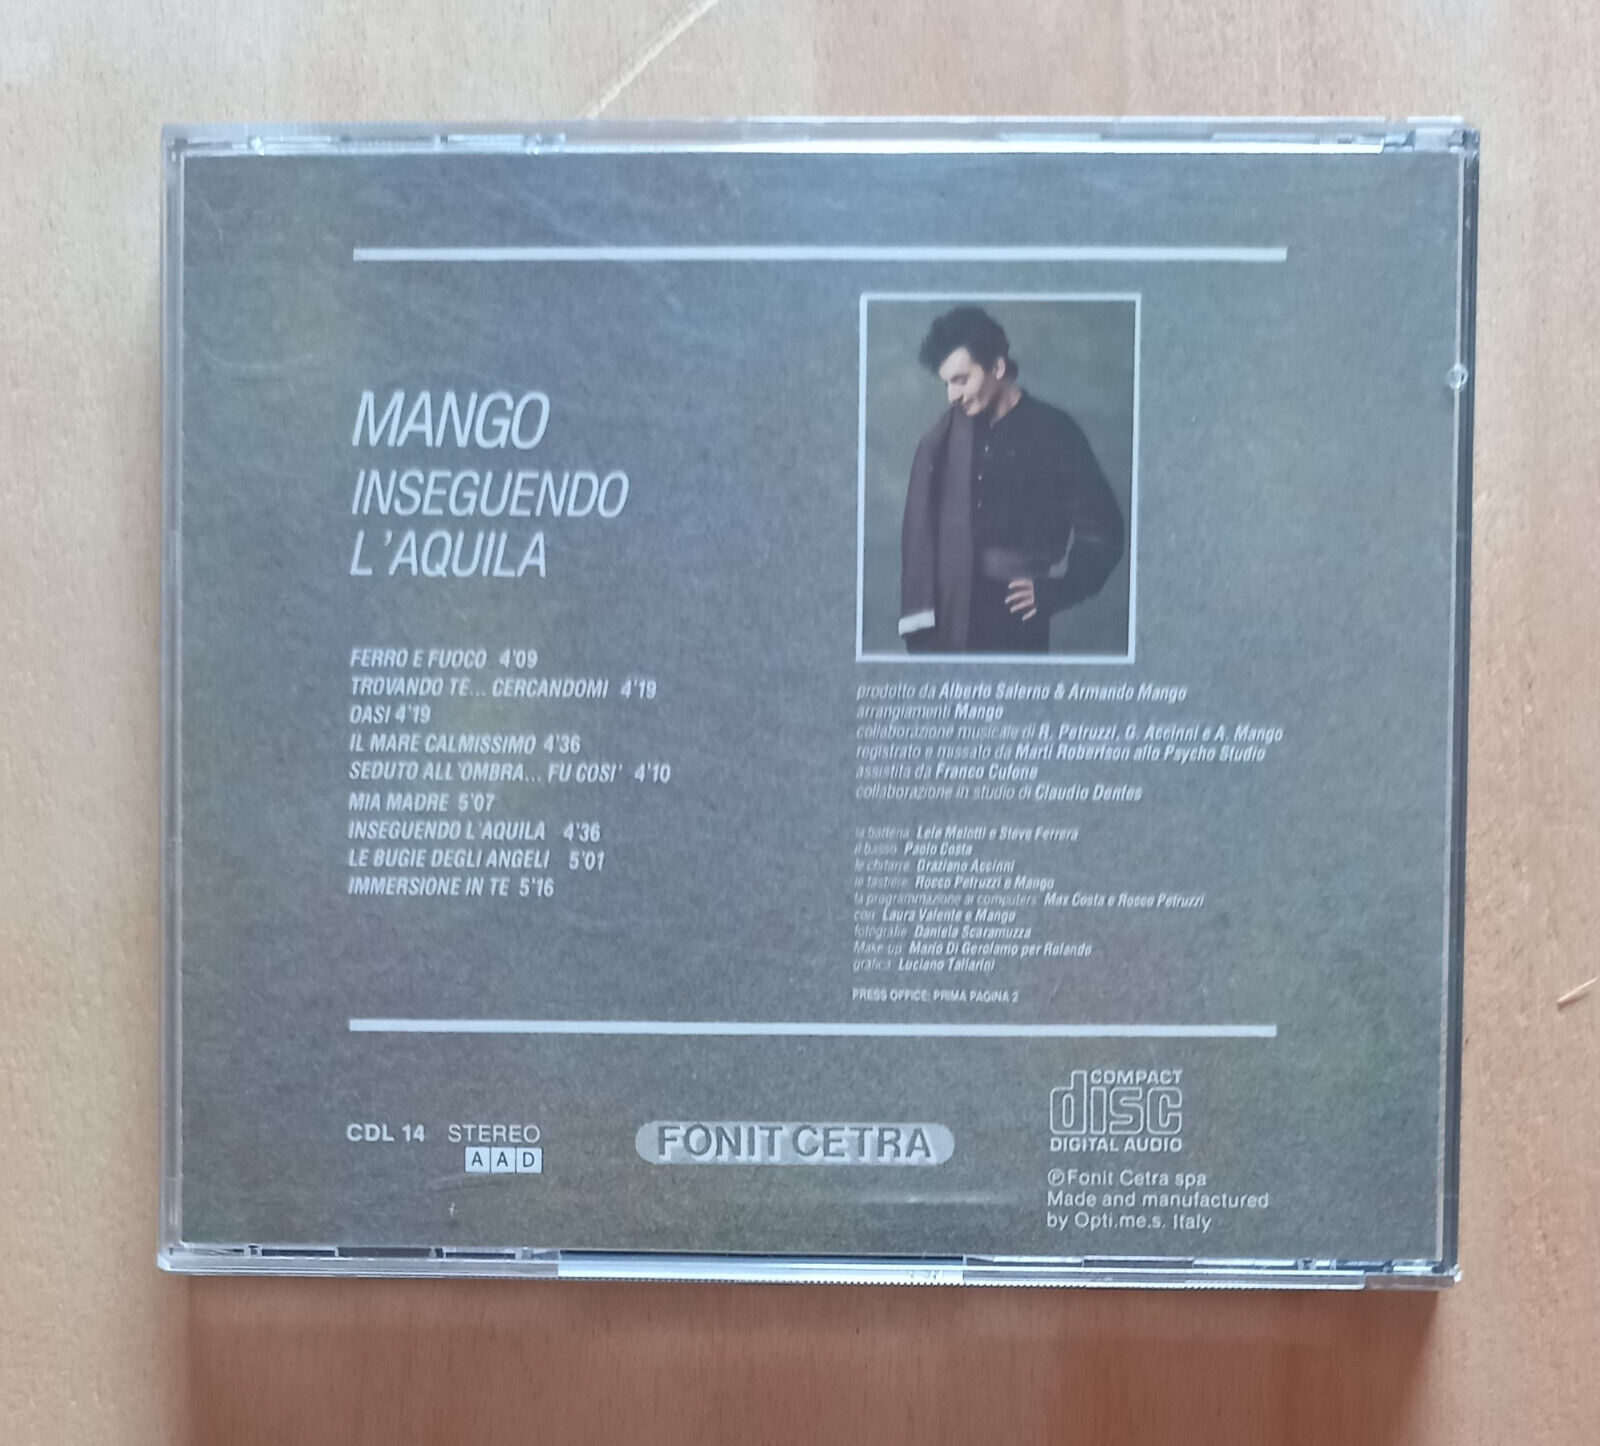 MANGO
INSEGUENDO
L'AQUILA
FERRO E FUOCO 4'09
TROVANDO TE... CERCANDOMI 4'19
OASI 4'19
IL MARE CALMISSIMO 4'36
SEDUTO ALL'OMBRA... FU COSI' 4'10
MIA MADRE 5'07
INSEGUENDO L'AQUILA 4'36
LE BUGIE DEGLI ANGELI 5'01
IMMERSIONE IN TE 5'16
prodotto da Alberto Salerno & Armando Mango
arrangiamenti Mango
collaborazione musicale di R. Petruzzi, G. Accinni e A. Mango
registrato e missato da Marti Robertson allo Psycho Studio
assistita da Franco Cufone
collaborazione in studio di Claudio Dentes
la batteria Lele Melotti e Steve Ferrera
il basso Paolo Costa
le chitarre Graziano Accinni
le tastiere Rocco Petruzzi e Mango
la programmazione ai computers Max Costa e Rocco Petruzzi
con Laura Valente e Mango
fotografie Daniela Scaramuzza
Make-up Mario Di Gerolamo per Rolando
grafica Luciano Tallarini
PRESS OFFICE: PRIMA PAGINA 2
CDL 14 STEREO
AAD
FONIT CETRA
COMPACT
disc
DIGITAL AUDIO
℗Fonit Cetra spa
Made and manufactured
by Opti.me.s. Italy